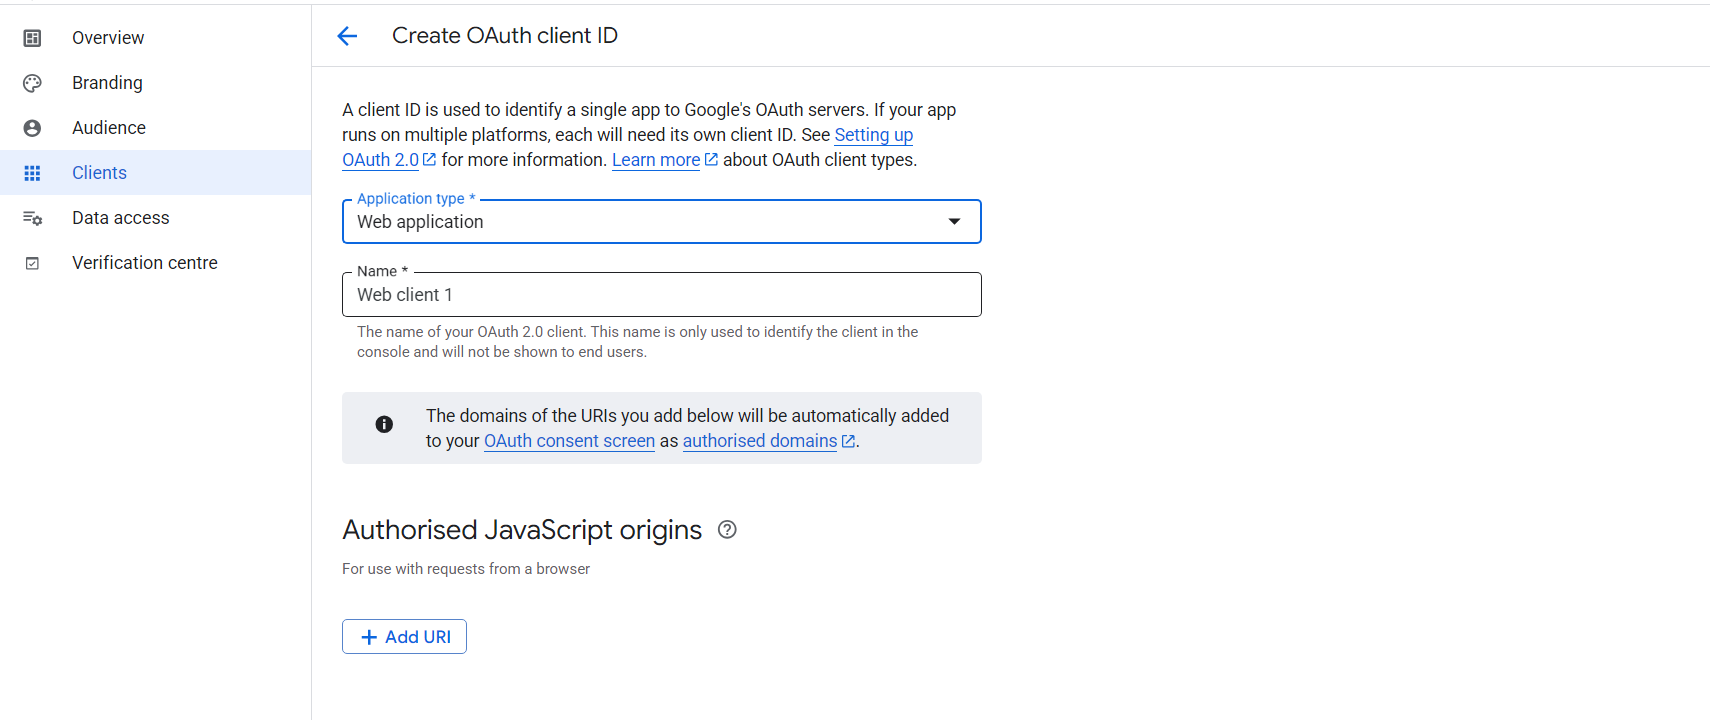 Overview
Branding
Audience
Clients
Data access
Verification centre
Create OAuth client ID
A client ID is used to identify a single app to Google's OAuth servers. If your app
runs on multiple platforms, each will need its own client ID. See Setting up
OAuth 2.0 for more information. Learn more about OAuth client types.
Application type *
Web application
Name *
Web client 1
The name of your OAuth 2.0 client. This name is only used to identify the client in the
console and will not be shown to end users.
The domains of the URIs you add below will be automatically added
to your OAuth consent screen as authorised domains.
Authorised JavaScript origins
For use with requests from a browser
+ Add URI